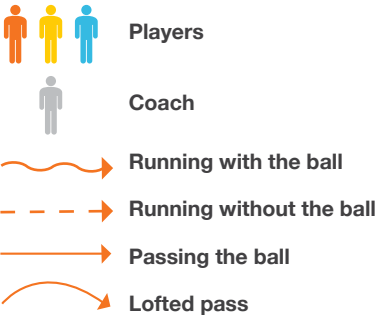 Players
Coach
Running with the ball
Running without the ball
Passing the ball
Lofted pass